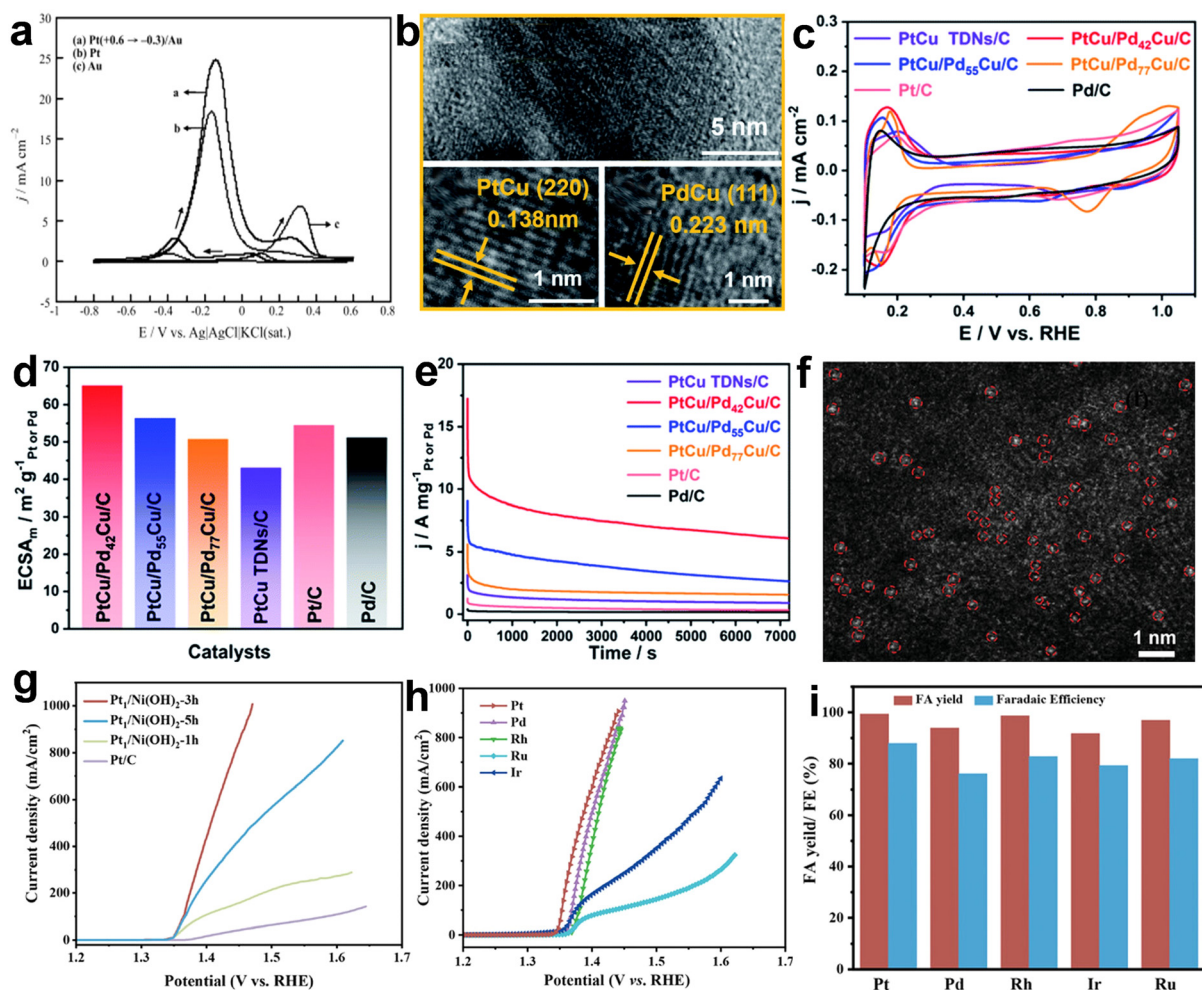 a
(a) Pt(+0.6 → –0.3)/Au
(b) Pt
(c) Au
a
b
c
30
25
20
15
10
5
0
-5
j / mA cm−2
-1
-0.8
-0.6
-0.4
-0.2
0
0.2
0.4
0.6
0.8
E / V vs. Ag|AgCl|KCl(sat.)
b
5 nm
PtCu (220)
0.138nm
1 nm
PdCu (111)
0.223 nm
1 nm
c
PtCu TDNs/C
PtCu/Pd42Cu/C
PtCu/Pd55Cu/C
PtCu/Pd77Cu/C
Pt/C
Pd/C
0.3
0.2
0.1
0.0
-0.1
-0.2
j / mA cm−2
0.2
0.4
0.6
0.8
1.0
E / V vs. RHE
d
70
65
60
55
50
45
40
35
30
25
20
15
10
5
0
ECSAm / m2 g−1 Pt or Pd
PtCu/Pd42Cu/C
PtCu/Pd55Cu/C
PtCu/Pd77Cu/C
PtCu TDNs/C
Pt/C
Pd/C
Catalysts
e
PtCu TDNs/C
PtCu/Pd42Cu/C
PtCu/Pd55Cu/C
PtCu/Pd77Cu/C
Pt/C
Pd/C
20
15
10
5
0
j / A mg−1 Pt or Pd
0
1000
2000
3000
4000
5000
6000
7000
Time / s
f
1 nm
g
Pt1/Ni(OH)2-3h
Pt1/Ni(OH)2-5h
Pt1/Ni(OH)2-1h
Pt/C
1000
800
600
400
200
0
Current density (mA/cm2)
1.2
1.3
1.4
1.5
1.6
1.7
Potential (V vs. RHE)
h
Pt
Pd
Rh
Ru
Ir
1000
800
600
400
200
0
Current density (mA/cm2)
1.2
1.3
1.4
1.5
1.6
1.7
Potential (V vs. RHE)
i
FA yield
Faradaic Efficiency
100
80
60
40
20
0
FA yeild/ FE (%)
Pt
Pd
Rh
Ir
Ru